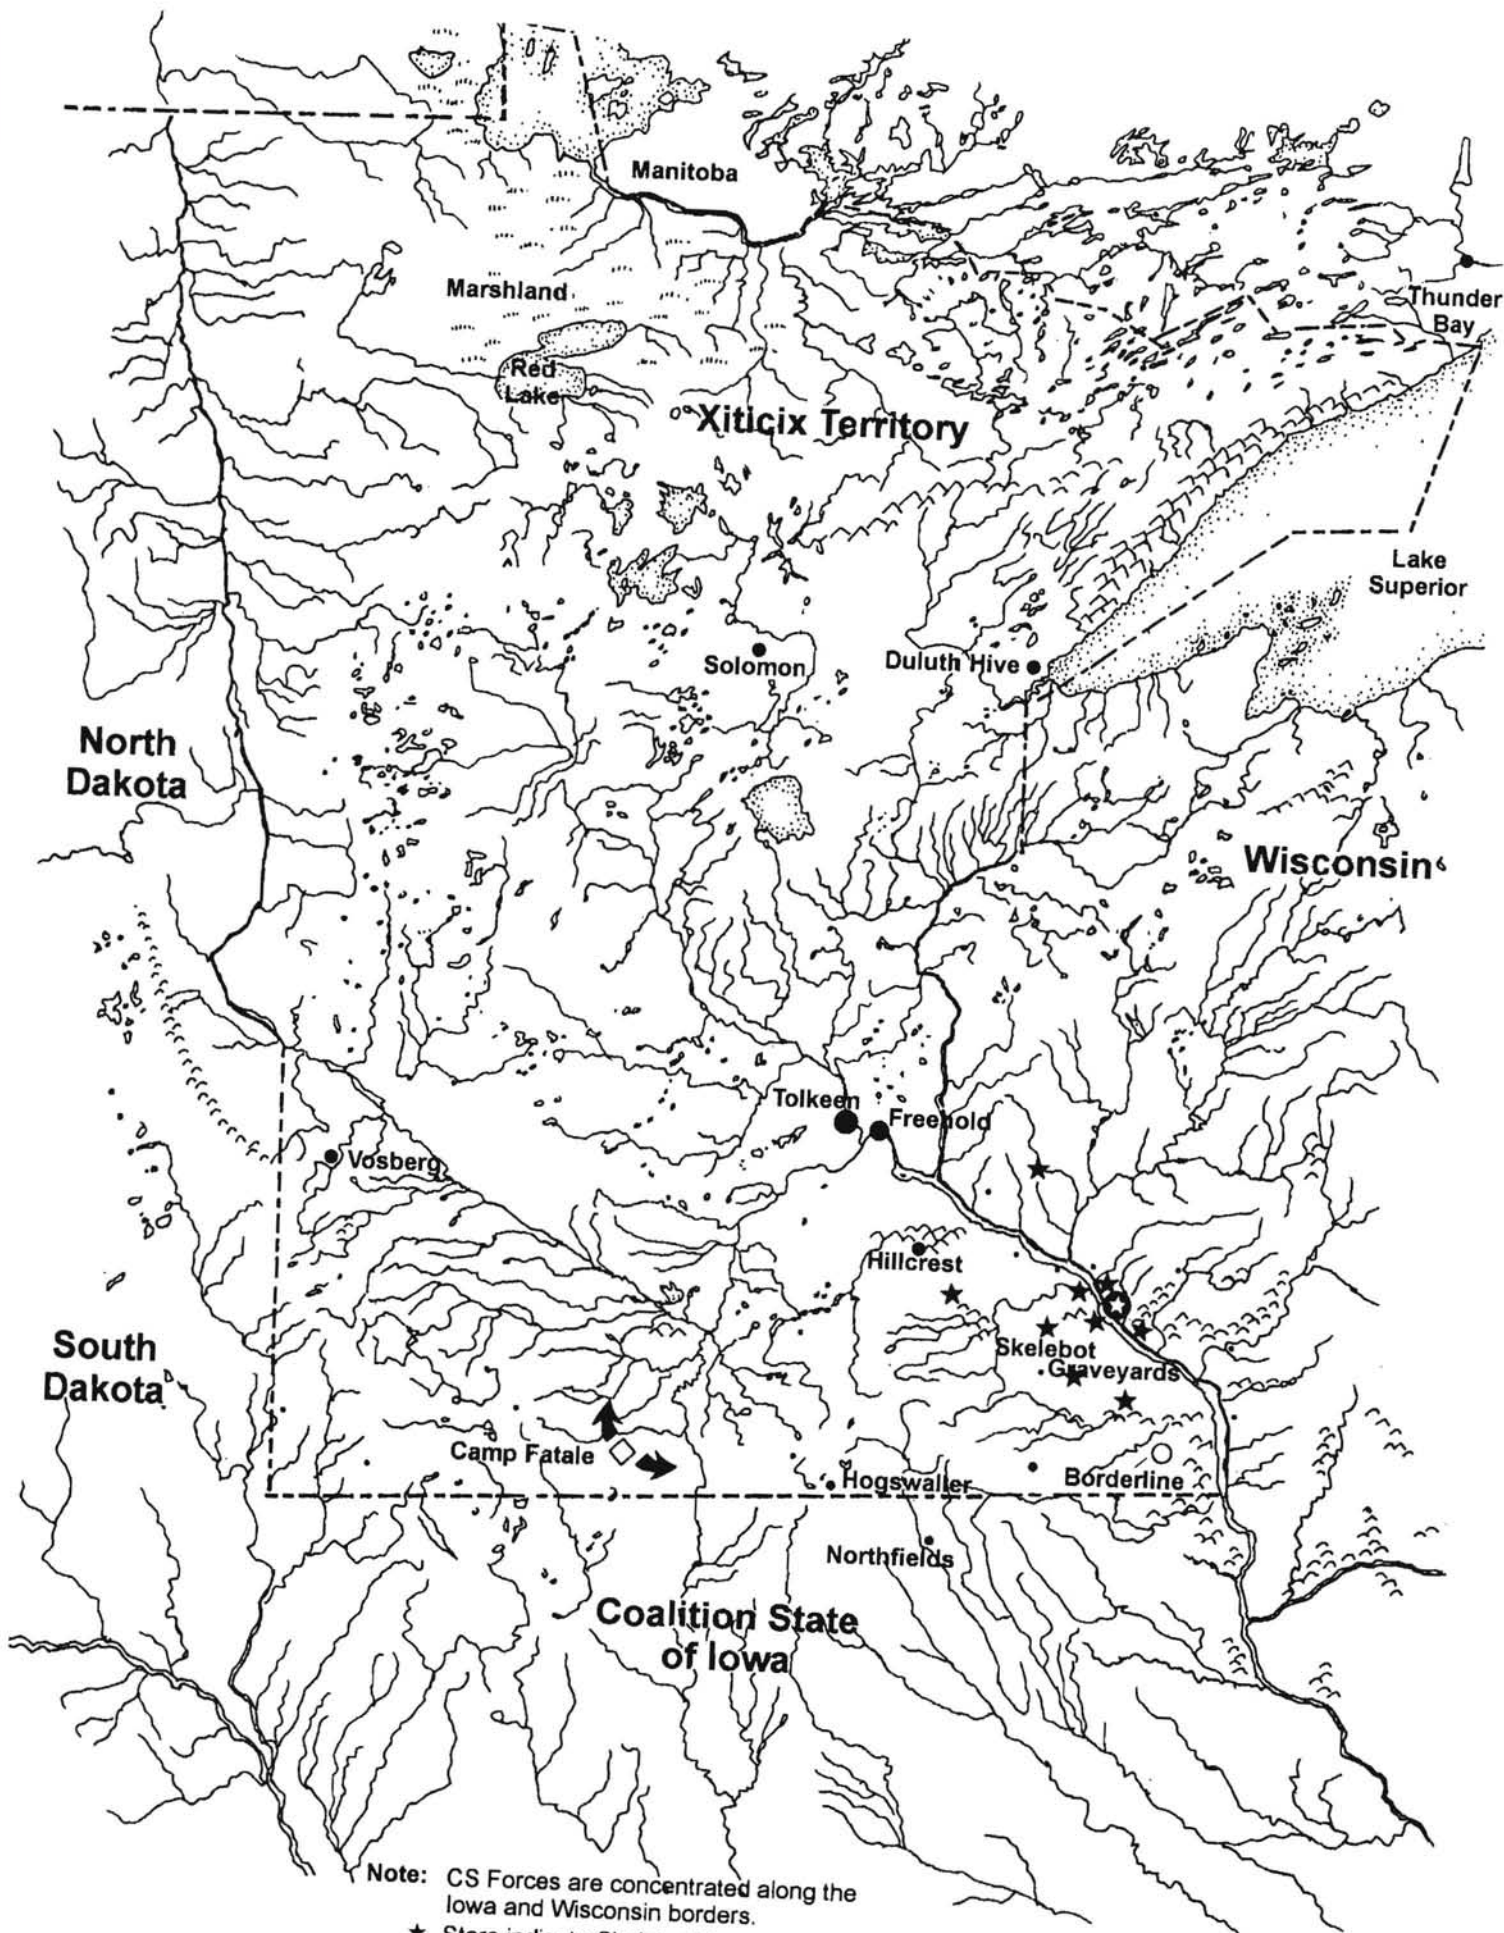 Manitoba
Marshland
Thunder
Bay
Red
Lake
Xiticix Territory
Lake
Superior
Solomon
Duluth Hive
North
Dakota
Wisconsin
Tolkeen
Freehold
Vosberg
Hillcrest
South
Dakota
Skelebot
Graveyards
Camp Fatale
Hogswaller
Borderline
Northfields
Coalition State
of Iowa
Note: CS Forces are concentrated along the
Iowa and Wisconsin borders.